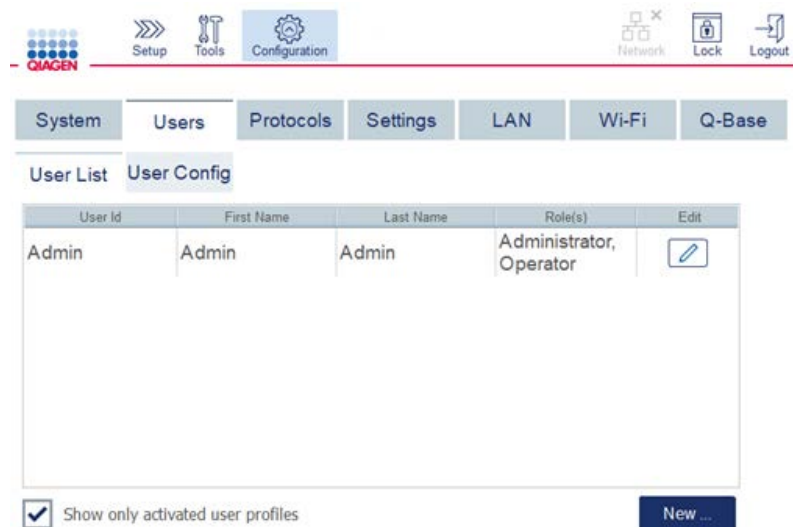 QIAGEN
Setup Tools Configuration Network Lock Logout
System Users Protocols Settings LAN Wi-Fi Q-Base
User List User Config
User Id First Name Last Name Role(s) Edit
Admin Admin Admin Administrator,
Operator
Show only activated user profiles New ...